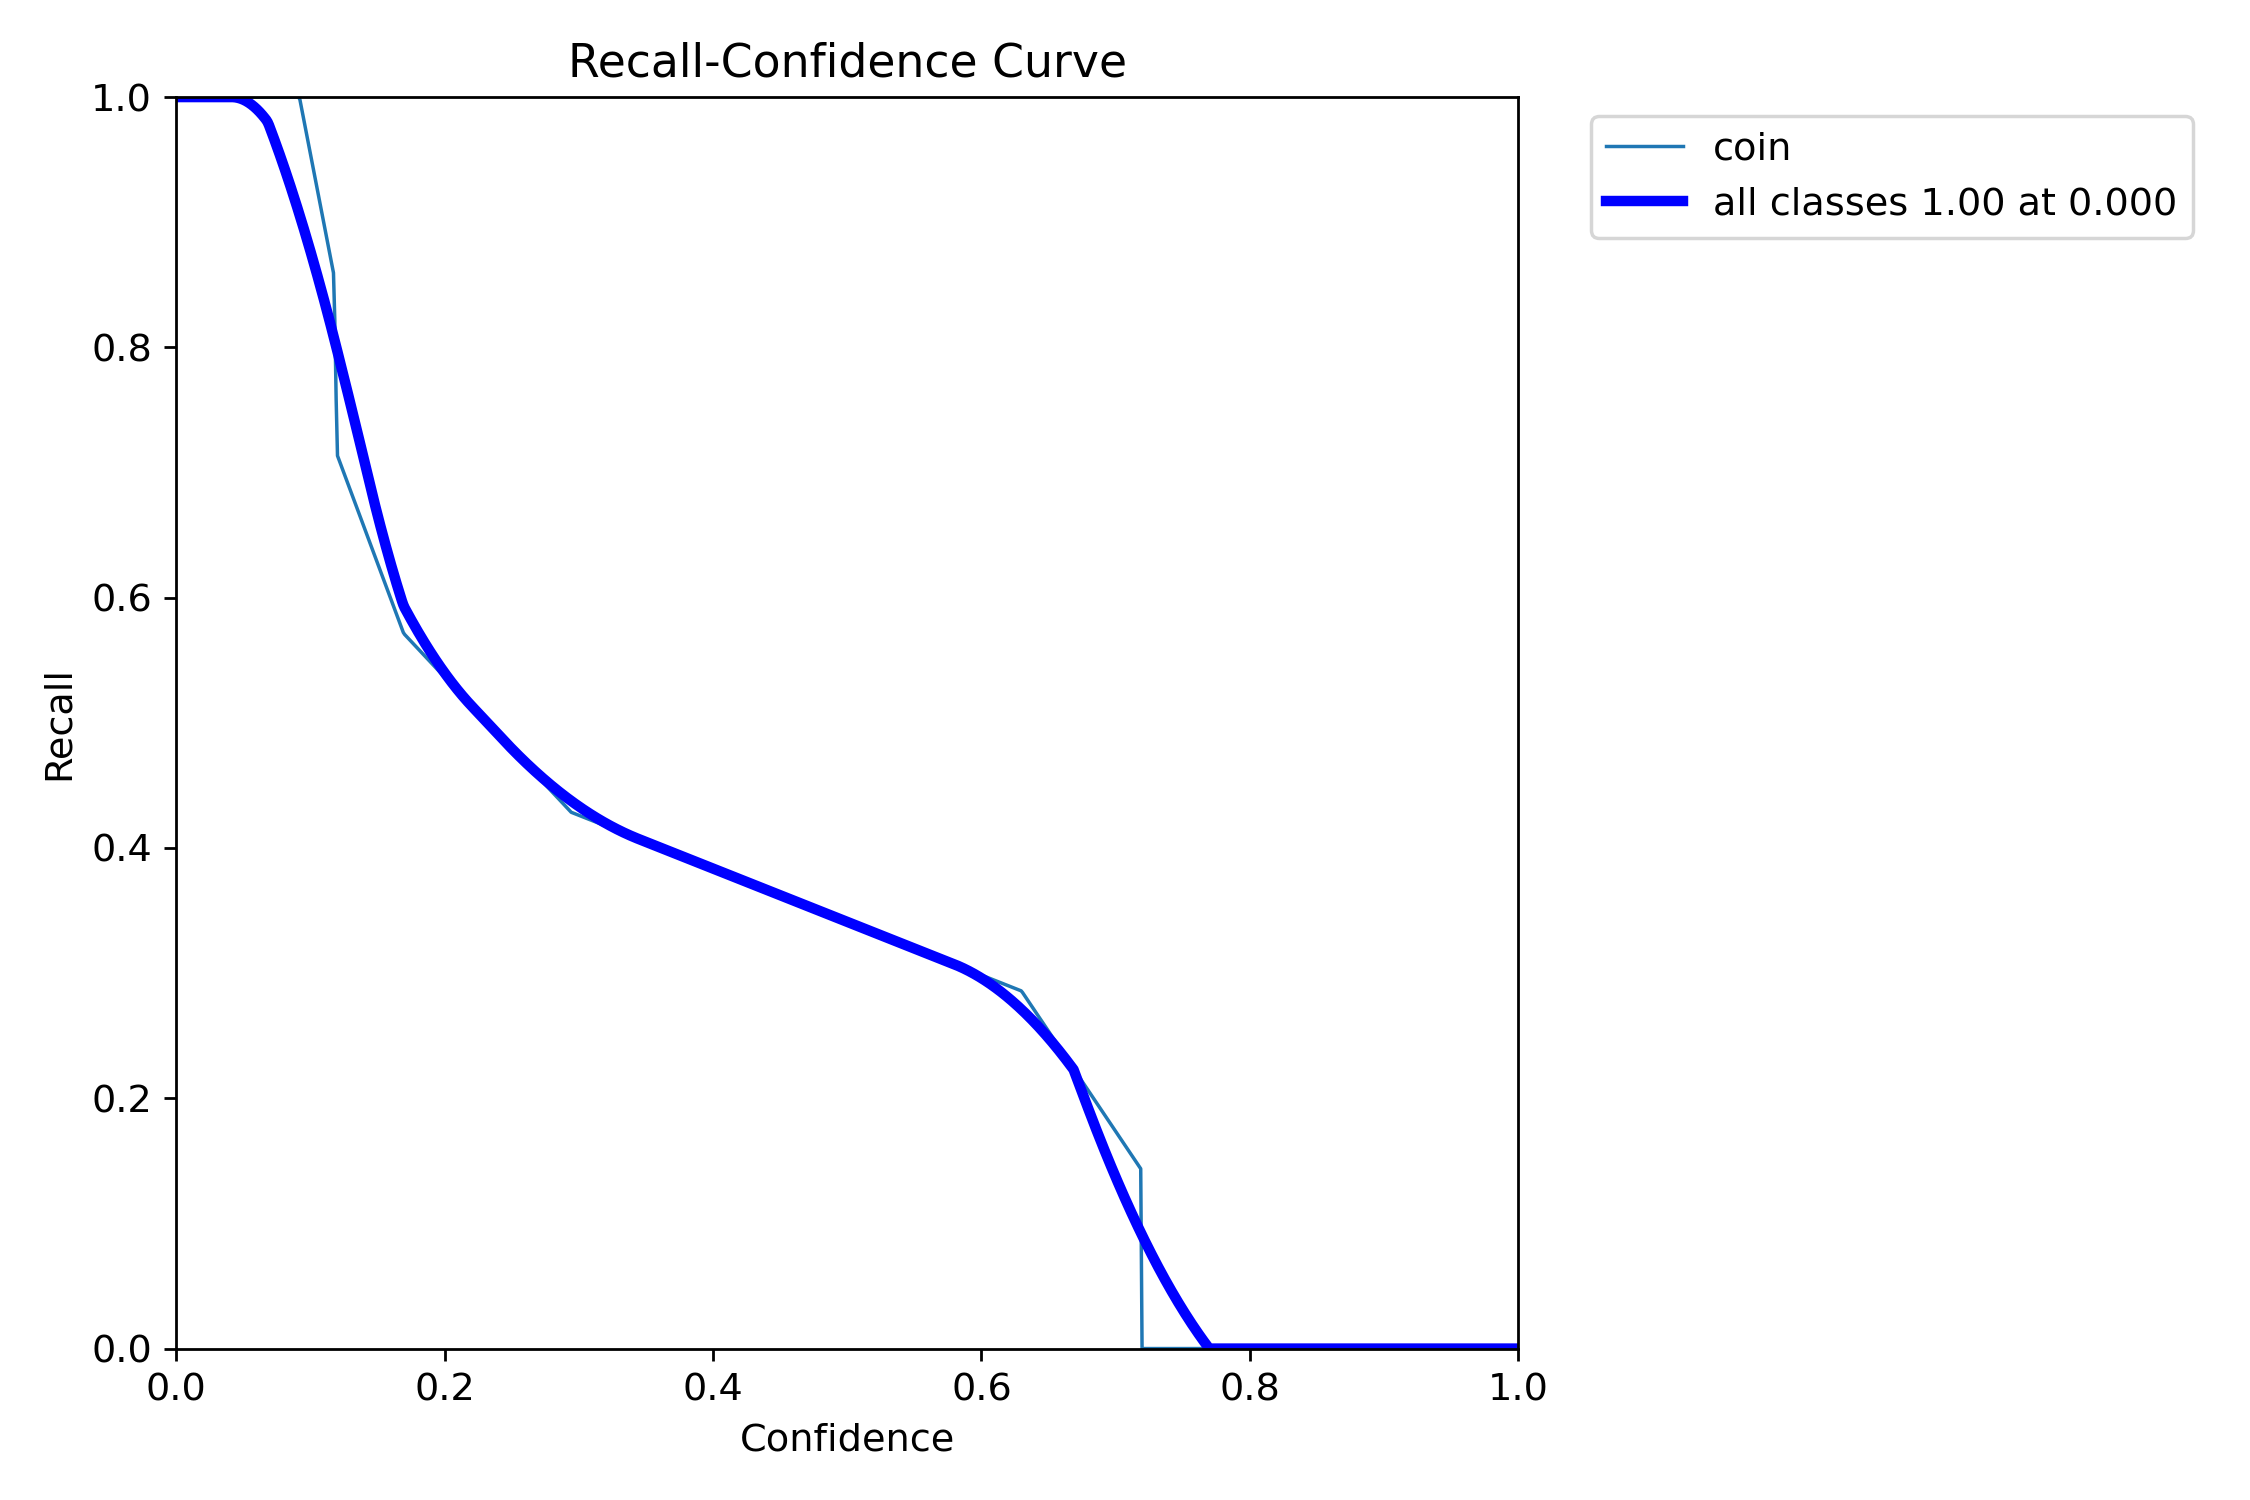 Recall-Confidence Curve
coin
all classes 1.00 at 0.000
1.0
0.8
0.6
0.4
0.2
0.0
Recall
0.0 0.2 0.4 0.6 0.8 1.0
Confidence